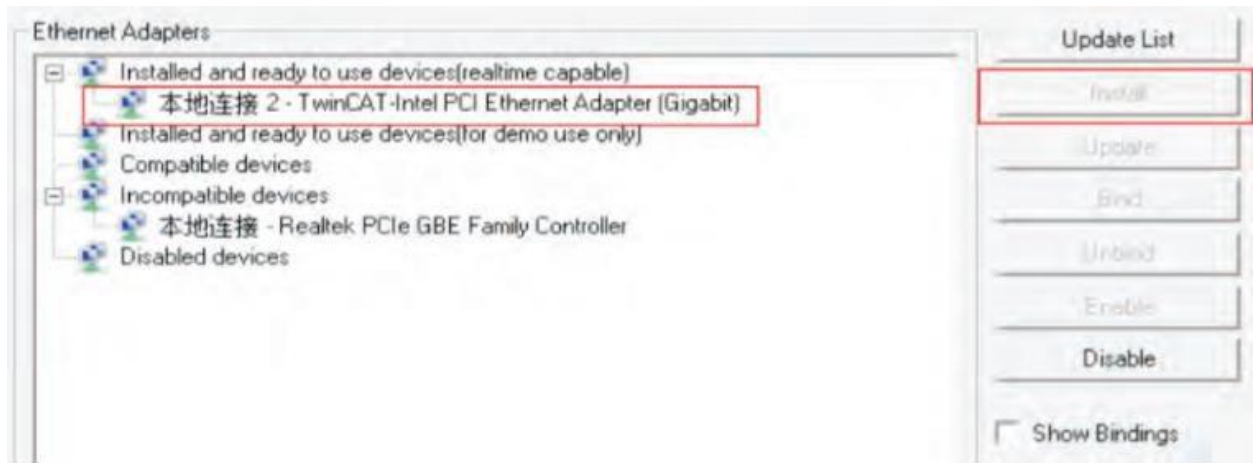 Ethernet Adapters
Installed and ready to use devices(realtime capable)
本地连接 2 - TwinCAT-Intel PCI Ethernet Adapter (Gigabit)
Installed and ready to use devices(for demo use only)
Compatible devices
Incompatible devices
本地连接 - Realtek PCIe GBE Family Controller
Disabled devices
Update List
Install
Update
Bind
Unbind
Enable
Disable
Show Bindings